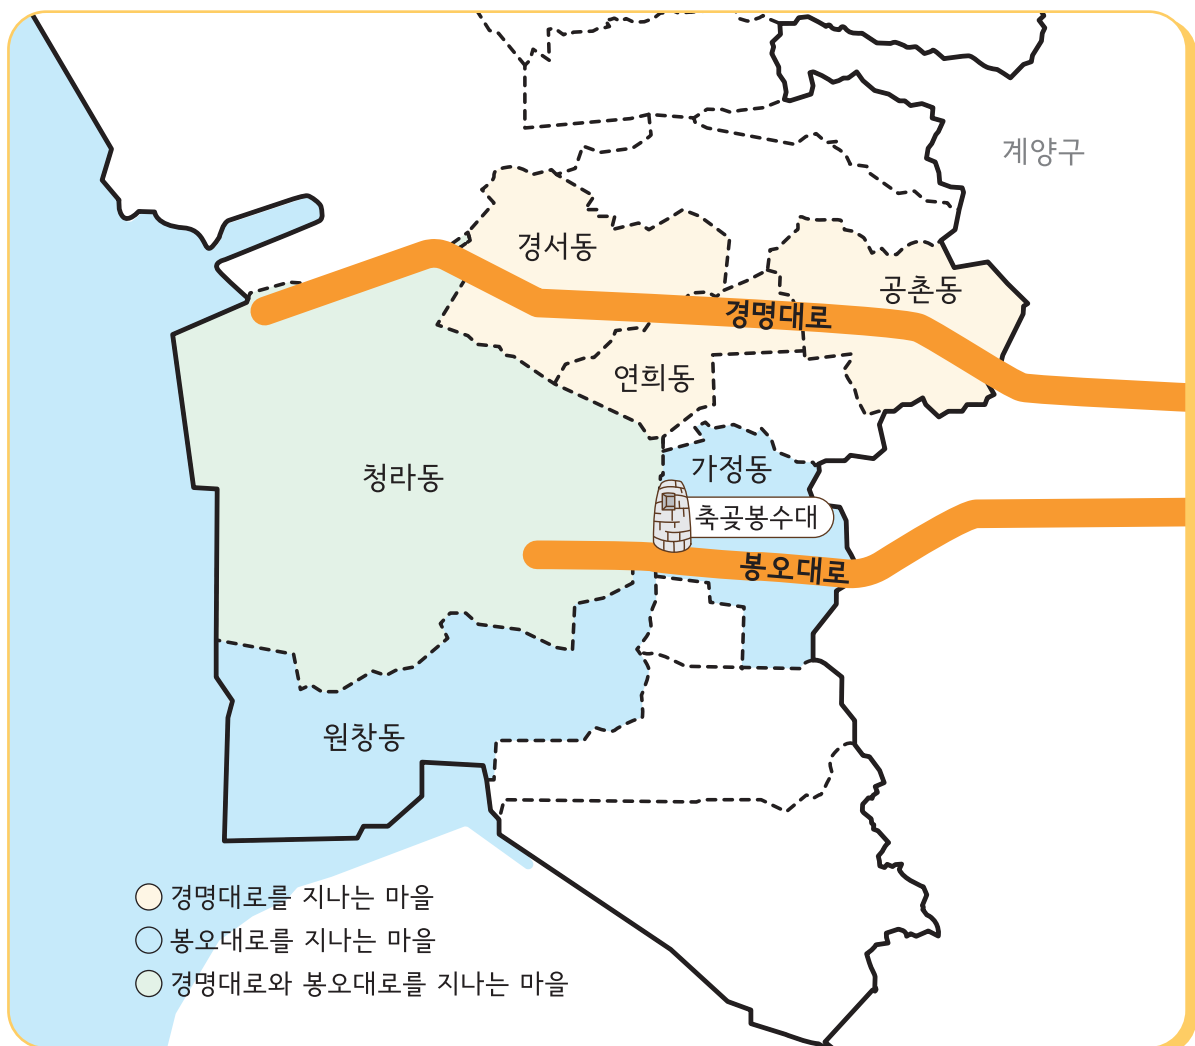 계양구
경서동
공촌동
경명대로
연희동
가정동
청라동
축곶봉수대
봉오대로
원창동
경명대로를 지나는 마을
봉오대로를 지나는 마을
경명대로와 봉오대로를 지나는 마을